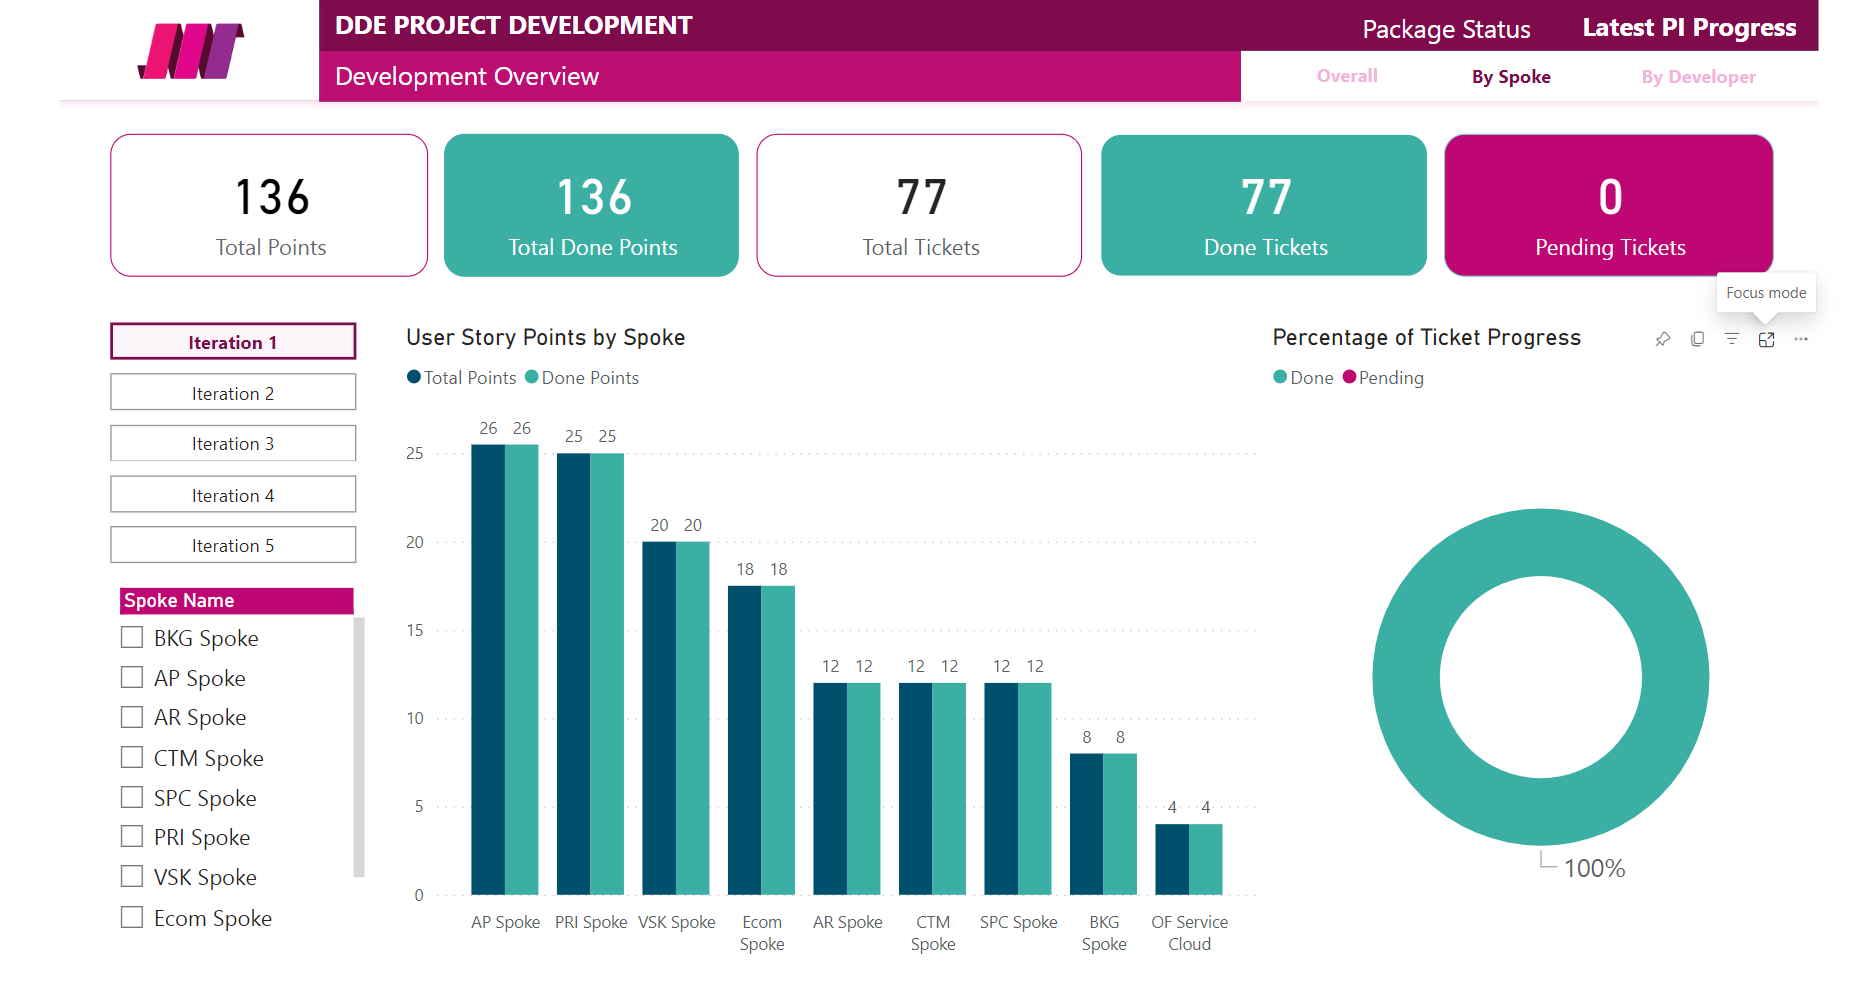 DDE PROJECT DEVELOPMENT
Package Status
Latest PI Progress
Development Overview
Overall
By Spoke
By Developer
136
Total Points
136
Total Done Points
77
Total Tickets
77
Done Tickets
0
Pending Tickets
Focus mode
Iteration 1
Iteration 2
Iteration 3
Iteration 4
Iteration 5
Spoke Name
BKG Spoke
AP Spoke
AR Spoke
CTM Spoke
SPC Spoke
PRI Spoke
VSK Spoke
Ecom Spoke
User Story Points by Spoke
Total Points Done Points
26 26
25 25
20 20
18 18
12 12
12 12
12 12
8 8
4 4
25
20
15
10
5
0
AP Spoke
PRI Spoke
VSK Spoke
Ecom
Spoke
AR Spoke
CTM
Spoke
SPC Spoke
BKG
Spoke
OF Service
Cloud
Percentage of Ticket Progress
Done Pending
100%